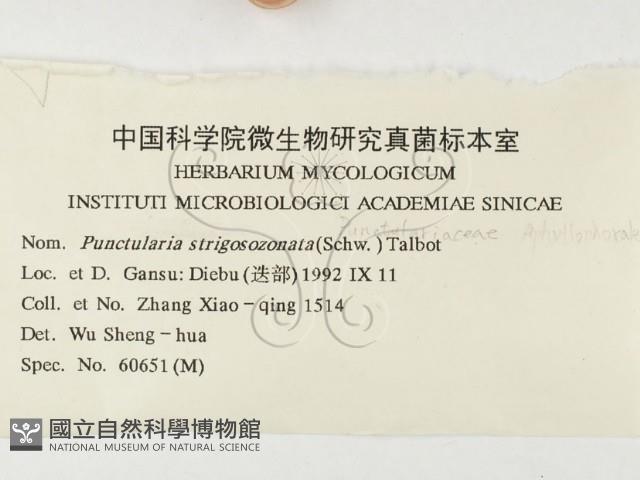 中国科学院微生物研究真菌标本室
HERBARIUM MYCOLOGICUM
INSTITUTI MICROBIOLOGICI ACADEMIAE SINICAE
Punctulariaceae
Nom. Punctularia strigosozonata(Schw.)Talbot
Loc. et D. Gansu: Diebu(迭部)1992 IX 11
Coll. et No. Zhang Xiao-qing 1514
Det. Wu Sheng-hua
Spec. No. 60651(M)
國立自然科學博物館
NATIONAL MUSEUM OF NATURAL SCIENCE